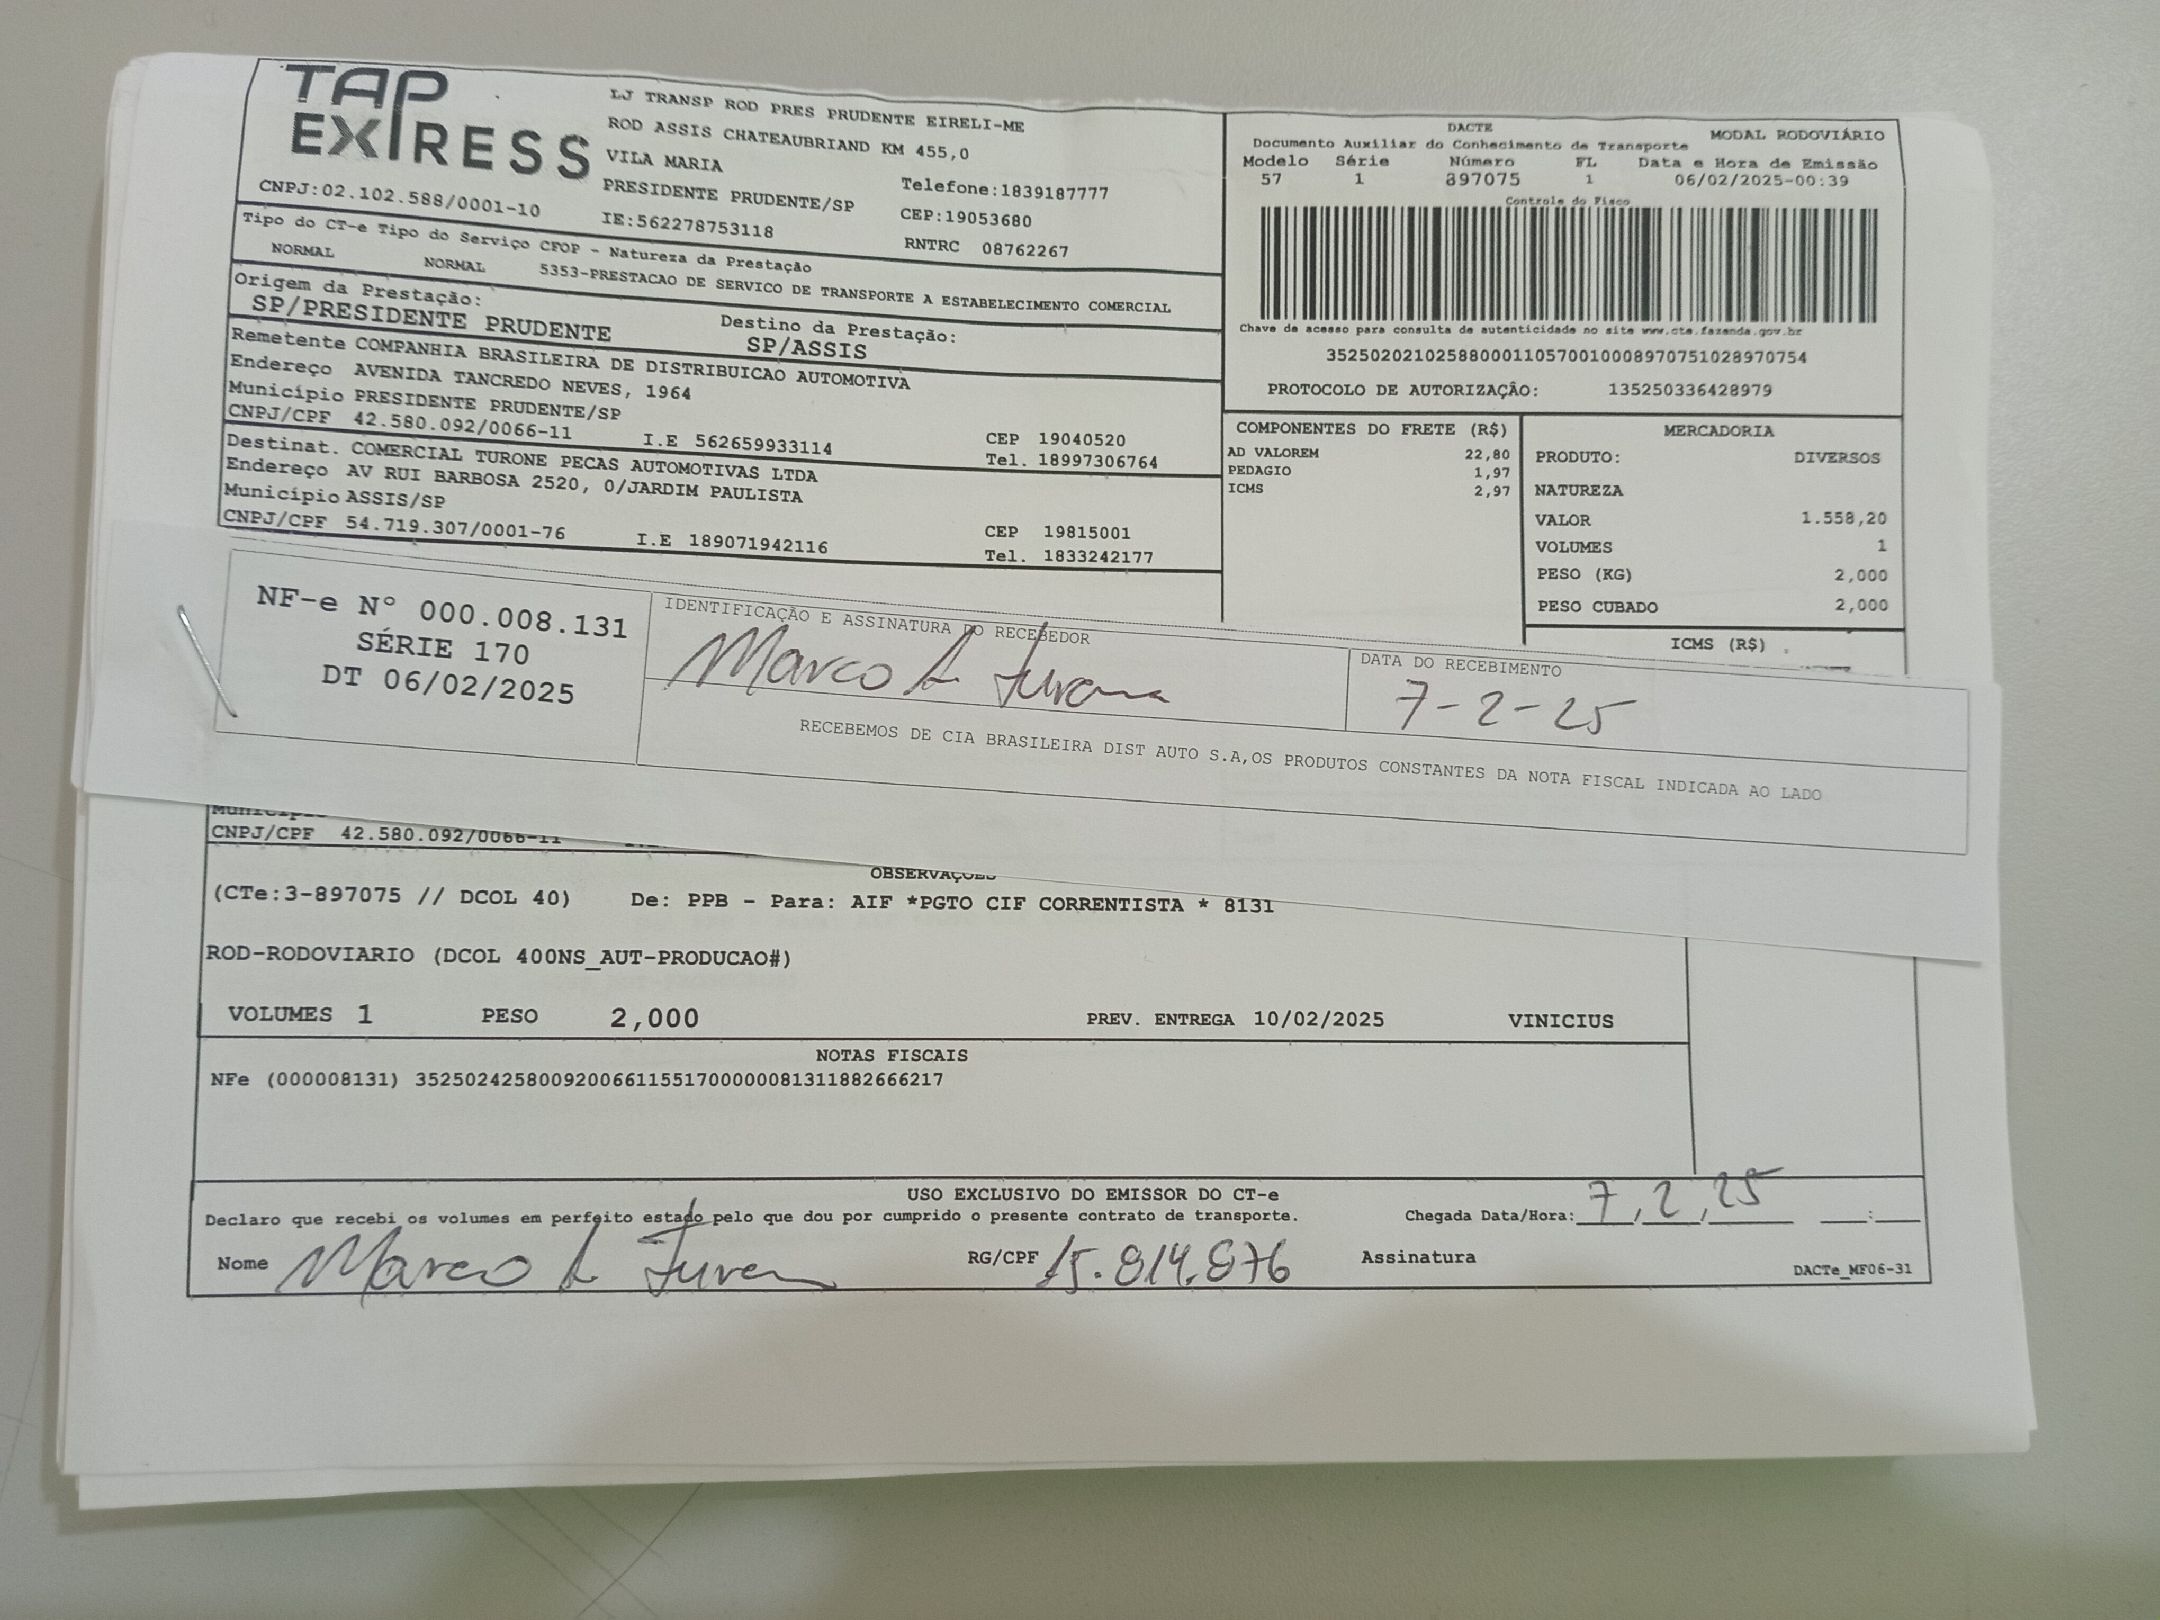 TAP EXPRESS
LJ TRANSP ROD PRES PRUDENTE EIRELI-ME
ROD ASSIS CHATEAUBRIAND KM 455,0
VILA MARIA
PRESIDENTE PRUDENTE/SP
Telefone:1839187777
CEP:19053680
CNPJ:02.102.588/0001-10
IE:562278753118
RNTRC 08762267
Tipo do CT-e Tipo do Serviço CFOP - Natureza da Prestação
NORMAL NORMAL 5353-PRESTACAO DE SERVICO DE TRANSPORTE A ESTABELECIMENTO COMERCIAL
Origem da Prestação:
SP/PRESIDENTE PRUDENTE
Destino da Prestação:
SP/ASSIS
Remetente COMPANHIA BRASILEIRA DE DISTRIBUICAO AUTOMOTIVA
Endereço AVENIDA TANCREDO NEVES, 1964
Município PRESIDENTE PRUDENTE/SP
CNPJ/CPF 42.580.092/0066-11 I.E 562659933114
CEP 19040520
Tel. 18997306764
Destinat. COMERCIAL TURONE PECAS AUTOMOTIVAS LTDA
Endereço AV RUI BARBOSA 2520, 0/JARDIM PAULISTA
Município ASSIS/SP
CNPJ/CPF 54.719.307/0001-76 I.E 189071942116
CEP 19815001
Tel. 1833242177
DACTE
Documento Auxiliar do Conhecimento de Transporte MODAL RODOVIÁRIO
Modelo Série Número FL Data e Hora de Emissão
57 1 897075 1 06/02/2025-00:39
Controle do Fisco
Chave de acesso para consulta de autenticidade no site www.cte.fazenda.gov.br
35250202102588000110570010008970751028970754
PROTOCOLO DE AUTORIZAÇÃO: 135250336428979
COMPONENTES DO FRETE (R$)
AD VALOREM 22,80
PEDAGIO 1,97
ICMS 2,97
MERCADORIA
PRODUTO: DIVERSOS
NATUREZA
VALOR 1.558,20
VOLUMES 1
PESO (KG) 2,000
PESO CUBADO 2,000
ICMS (R$)
NF-e Nº 000.008.131
SÉRIE 170
DT 06/02/2025
IDENTIFICAÇÃO E ASSINATURA DO RECEBEDOR
Marco A
DATA DO RECEBIMENTO
7-2-25
RECEBEMOS DE CIA BRASILEIRA DIST AUTO S.A,OS PRODUTOS CONSTANTES DA NOTA FISCAL INDICADA AO LADO
CNPJ/CPF 42.580.092/0066-11
OBSERVAÇOES
(CTe:3-897075 // DCOL 40) De: PPB - Para: AIF *PGTO CIF CORRENTISTA * 8131
ROD-RODOVIARIO (DCOL 400NS_AUT-PRODUCAO#)
VOLUMES 1 PESO 2,000 PREV. ENTREGA 10/02/2025 VINICIUS
NOTAS FISCAIS
NFe (000008131) 35250242580092006611551700000081311882666217
USO EXCLUSIVO DO EMISSOR DO CT-e
Declaro que recebi os volumes em perfeito estado pelo que dou por cumprido o presente contrato de transporte.
Chegada Data/Hora: 7/2/25 :
Nome Marco A
RG/CPF 15.814.876
Assinatura
DACTe_MF06-31